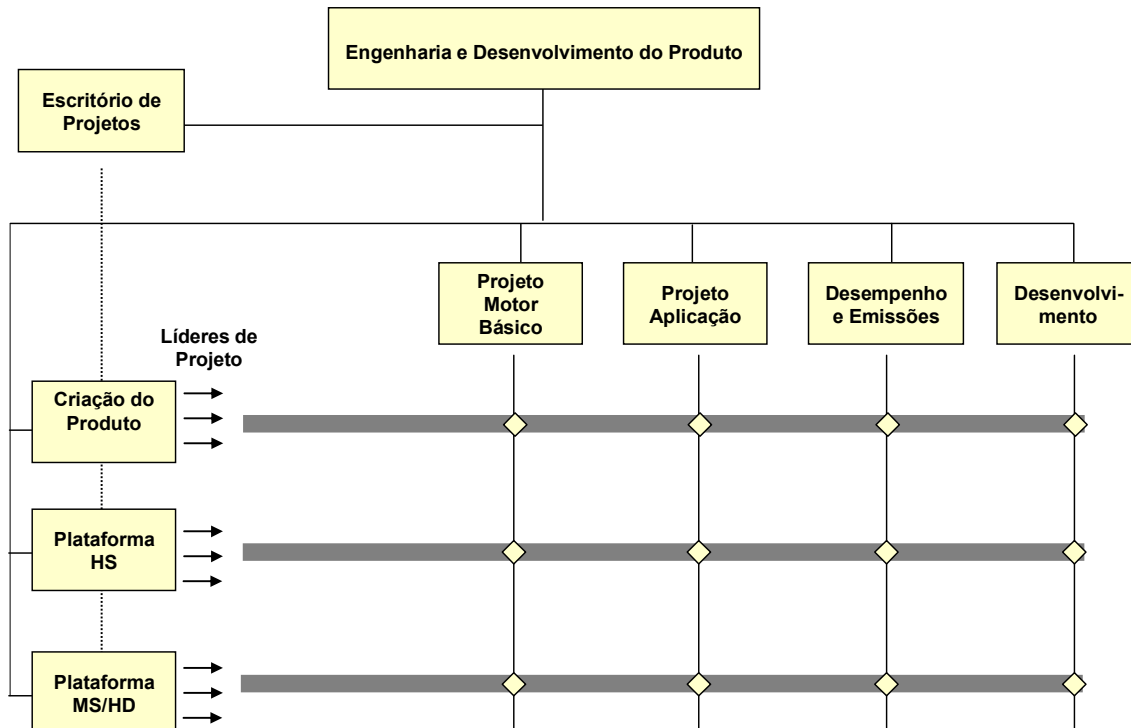 Engenharia e Desenvolvimento do Produto
Escritório de
Projetos
Projeto
Motor
Básico
Projeto
Aplicação
Desempenho
e Emissões
Desenvolvi-
mento
Líderes de
Projeto
Criação do
Produto
Plataforma
HS
Plataforma
MS/HD